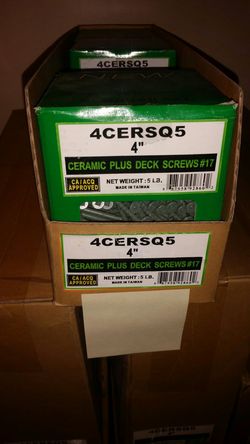 NEW
4CERSQ5
4"
CERAMIC PLUS DECK SCREWS #17
CA/ACQ
APPROVED
NET WEIGHT: 5 LB.
MADE IN TAIWAN
4CERSQ5
4"
CERAMIC PLUS DECK SCREWS #17
CA/ACQ
APPROVED
NET WEIGHT: 5 LB.
MADE IN TAIWAN
4CERSQ5